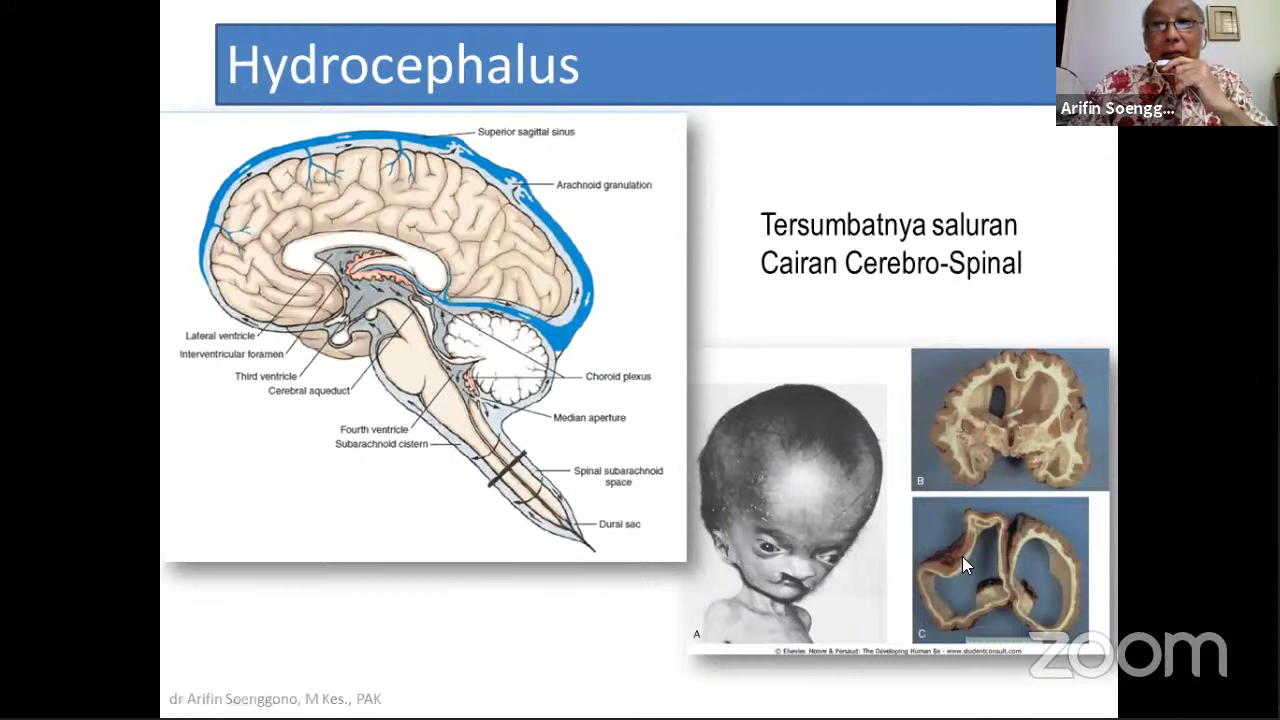 Hydrocephalus
Arifin Soengg...
Superior sagittal sinus
Arachnoid granulation
Tersumbatnya saluran
Cairan Cerebro-Spinal
Lateral ventricle
Interventricular foramen
Third ventricle
Cerebral aqueduct
Choroid plexus
Median aperture
Fourth ventricle
Subarachnoid cistern
Spinal subarachnoid
space
Dural sac
A
B
C
© Elsevier. Moore & Persaud: The Developing Human 8e - www.studentconsult.com
zoom
dr Arifin Soenggono, M Kes., PAK